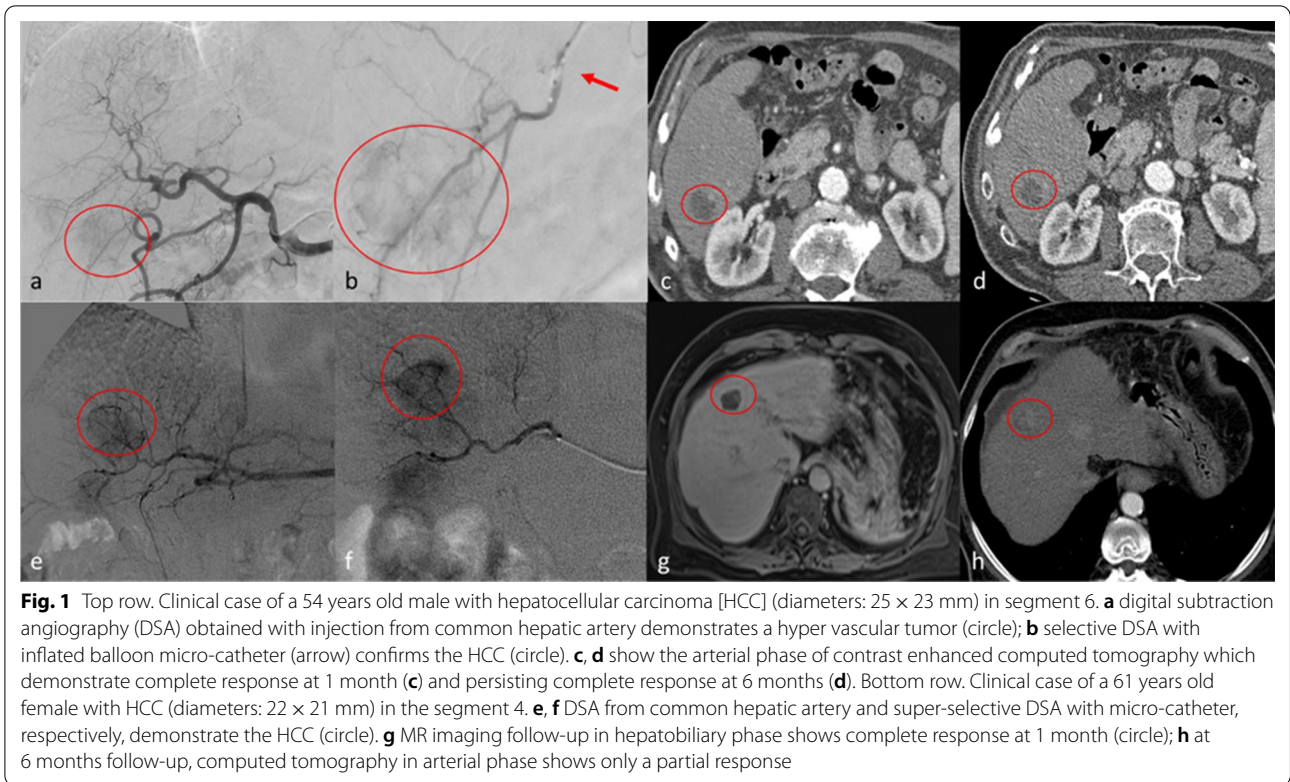 a
b
c
d
e
f
g
h
Fig. 1 Top row. Clinical case of a 54 years old male with hepatocellular carcinoma [HCC] (diameters: 25 × 23 mm) in segment 6. a digital subtraction
angiography (DSA) obtained with injection from common hepatic artery demonstrates a hyper vascular tumor (circle); b selective DSA with
inflated balloon micro-catheter (arrow) confirms the HCC (circle). c, d show the arterial phase of contrast enhanced computed tomography which
demonstrate complete response at 1 month (c) and persisting complete response at 6 months (d). Bottom row. Clinical case of a 61 years old
female with HCC (diameters: 22 × 21 mm) in the segment 4. e, f DSA from common hepatic artery and super-selective DSA with micro-catheter,
respectively, demonstrate the HCC (circle). g MR imaging follow-up in hepatobiliary phase shows complete response at 1 month (circle); h at
6 months follow-up, computed tomography in arterial phase shows only a partial response